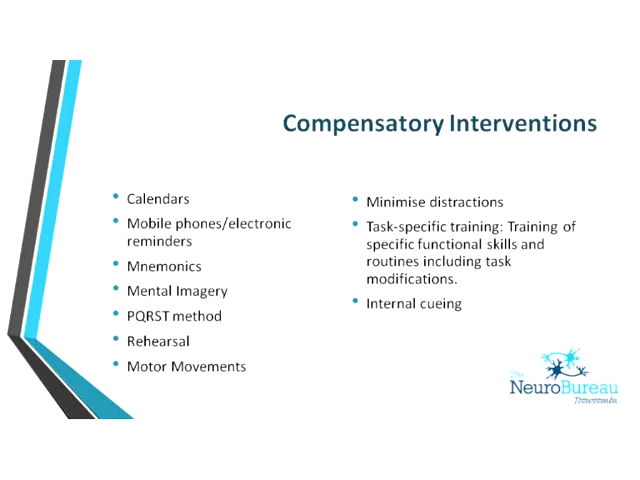 Compensatory Interventions
• Calendars
• Mobile phones/electronic
reminders
• Mnemonics
• Mental Imagery
• PQRST method
• Rehearsal
• Motor Movements
• Minimise distractions
• Task-specific training: Training of
specific functional skills and
routines including task
modifications.
• Internal cueing
The
NeuroBureau
Toowoomba